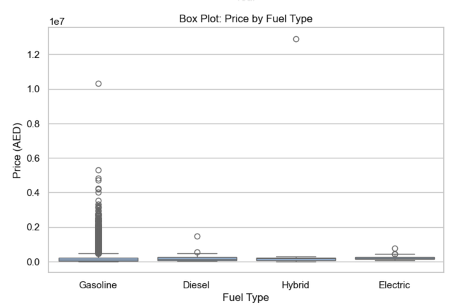 Box Plot: Price by Fuel Type
1e7
1.2
1.0
0.8
0.6
0.4
0.2
0.0
Price (AED)
Gasoline Diesel Hybrid Electric
Fuel Type